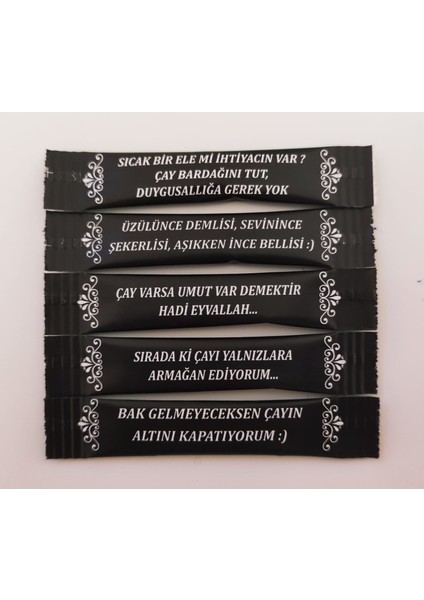 SICAK BİR ELE Mİ İHTİYACIN VAR ?
ÇAY BARDAĞINI TUT,
DUYGUSALLIĞA GEREK YOK
ÜZÜLÜNCE DEMLİSİ, SEVİNİNCE
ŞEKERLİSİ, AŞIKKEN İNCE BELLİSİ :)
ÇAY VARSA UMUT VAR DEMEKTİR
HADİ EYVALLAH...
SIRADA Kİ ÇAYI YALNIZLARA
ARMAĞAN EDİYORUM...
BAK GELMEYECEKSEN ÇAYIN
ALTINI KAPATIYORUM :)